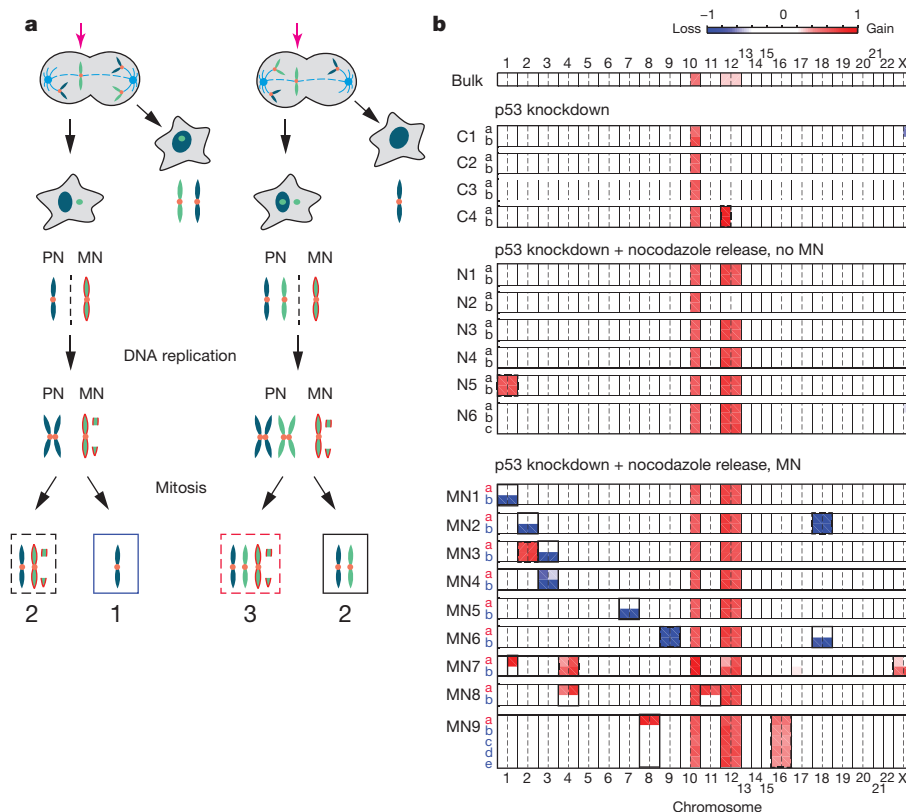 a
PN MN
PN MN
DNA replication
PN MN
PN MN
Mitosis
2
1
3
2
b
−1 0 1
Loss Gain
1 2 3 4 5 6 7 8 9 10 11 12 13 14 15 16 17 18 19 20 21 22 X
Bulk
p53 knockdown
C1 a b
C2 a b
C3 a b
C4 a b
p53 knockdown + nocodazole release, no MN
N1 a b
N2 a b
N3 a b
N4 a b
N5 a b
N6 a b c
p53 knockdown + nocodazole release, MN
MN1 a b
MN2 a b
MN3 a b
MN4 a b
MN5 a b
MN6 a b
MN7 a b
MN8 a b
MN9 a b c d e
1 2 3 4 5 6 7 8 9 10 11 12 13 14 15 16 17 18 19 20 21 22 X
Chromosome